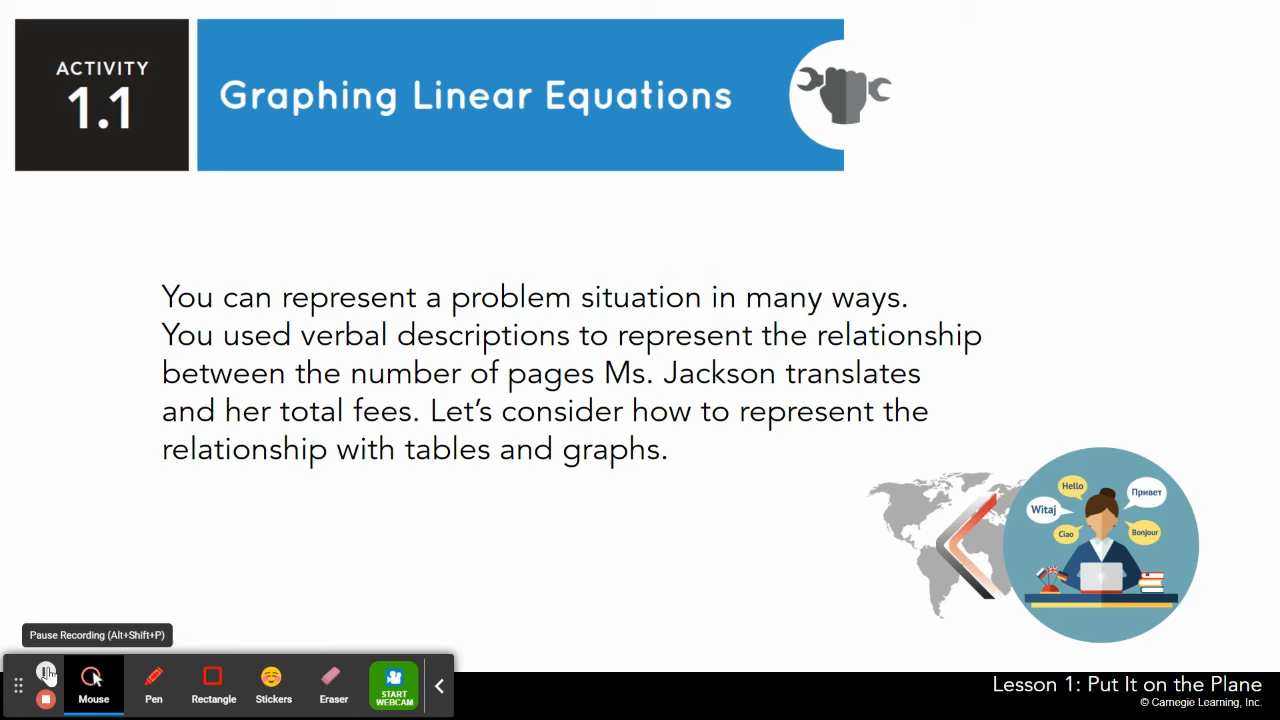 ACTIVITY
1.1
Graphing Linear Equations
You can represent a problem situation in many ways.
You used verbal descriptions to represent the relationship
between the number of pages Ms. Jackson translates
and her total fees. Let’s consider how to represent the
relationship with tables and graphs.
Hello
Привет
Witaj
Ciao
Bonjour
Pause Recording (Alt+Shift+P)
Mouse
Pen
Rectangle
Stickers
Eraser
START
WEBCAM
Lesson 1: Put It on the Plane
© Carnegie Learning, Inc.